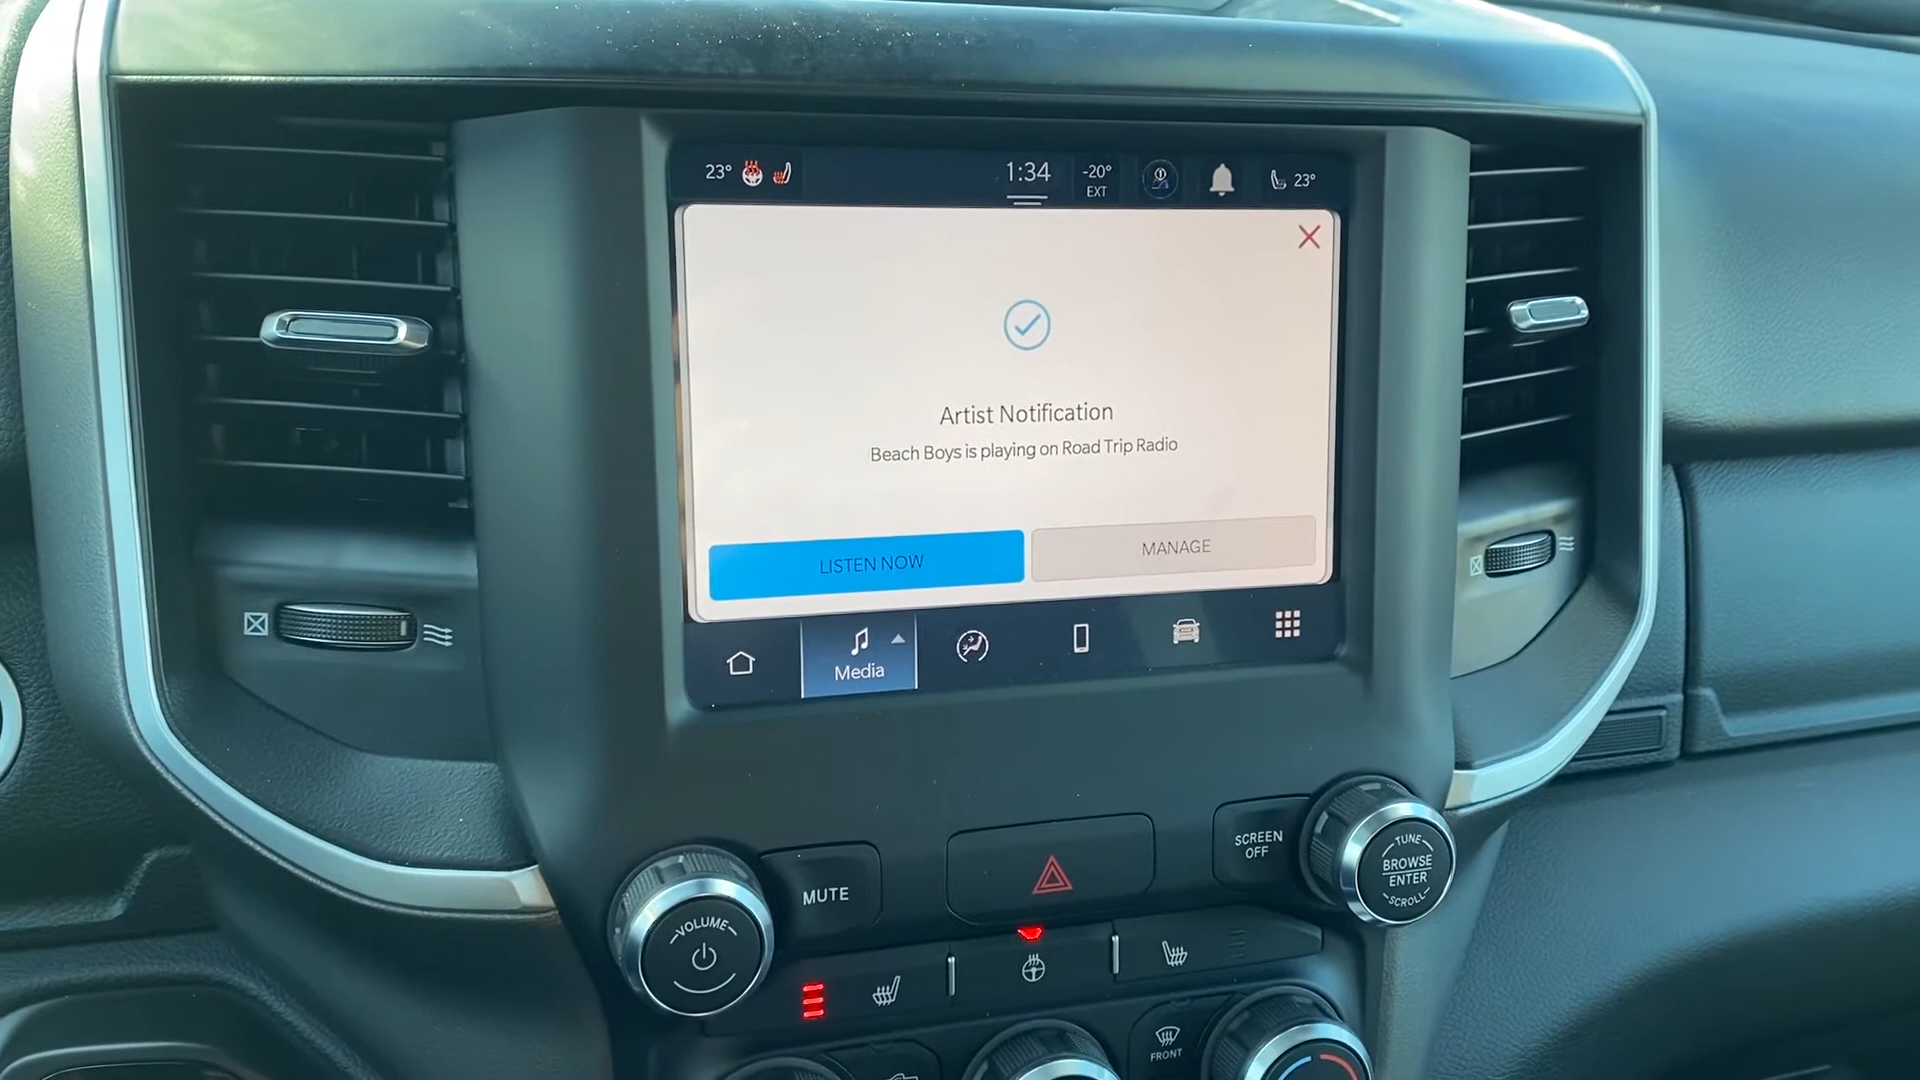 23°
1:34
-20°
EXT
23°
Artist Notification
Beach Boys is playing on Road Trip Radio
LISTEN NOW
MANAGE
Media
SCREEN
OFF
TUNE
BROWSE
ENTER
SCROLL
MUTE
VOLUME
FRONT